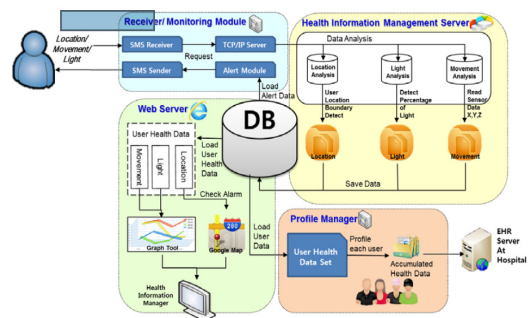 Receiver/ Monitoring Module
Health Information Management Server
Location/
Movement/
Light
SMS Receiver
TCP/IP Server
Request
SMS Sender
Alert Module
Data Analysis
Location
Analysis
Light
Analysis
Movement
Analysis
User
Location
Boundary
Detect
Detect
Percentage
of
Light
Read
Sensor
Data
X,Y,Z
Location
Light
Movement
Save Data
Load
Alert Data
DB
Web Server
User Health Data
Movement
Light
Location
Load
User
Health
Data
Check Alarm
280
Graph Tool
Google Map
Health
Information
Manager
Load
User
Data
Profile Manager
User Health
Data Set
Profile
each user
Accumulated
Health Data
EHR
Server
At
Hospital